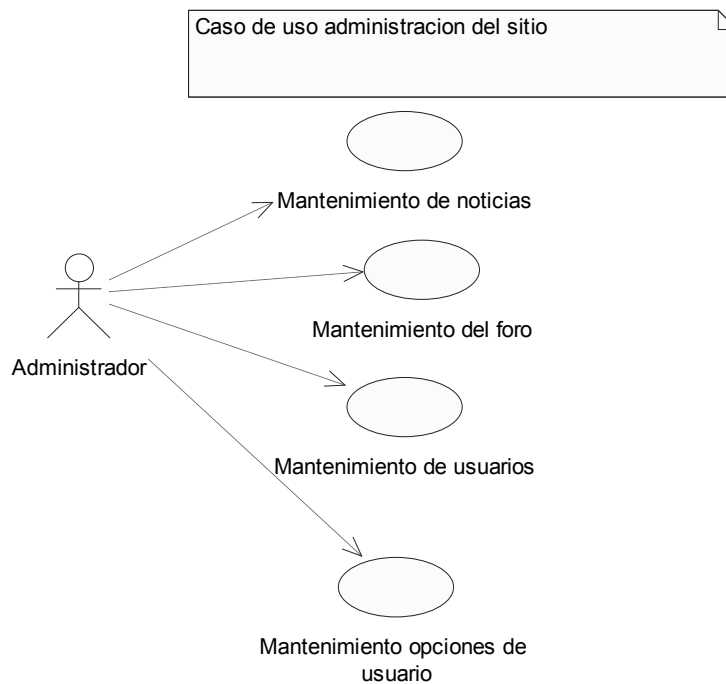 Caso de uso administracion del sitio
Mantenimiento de noticias
Mantenimiento del foro
Administrador
Mantenimiento de usuarios
Mantenimiento opciones de
usuario